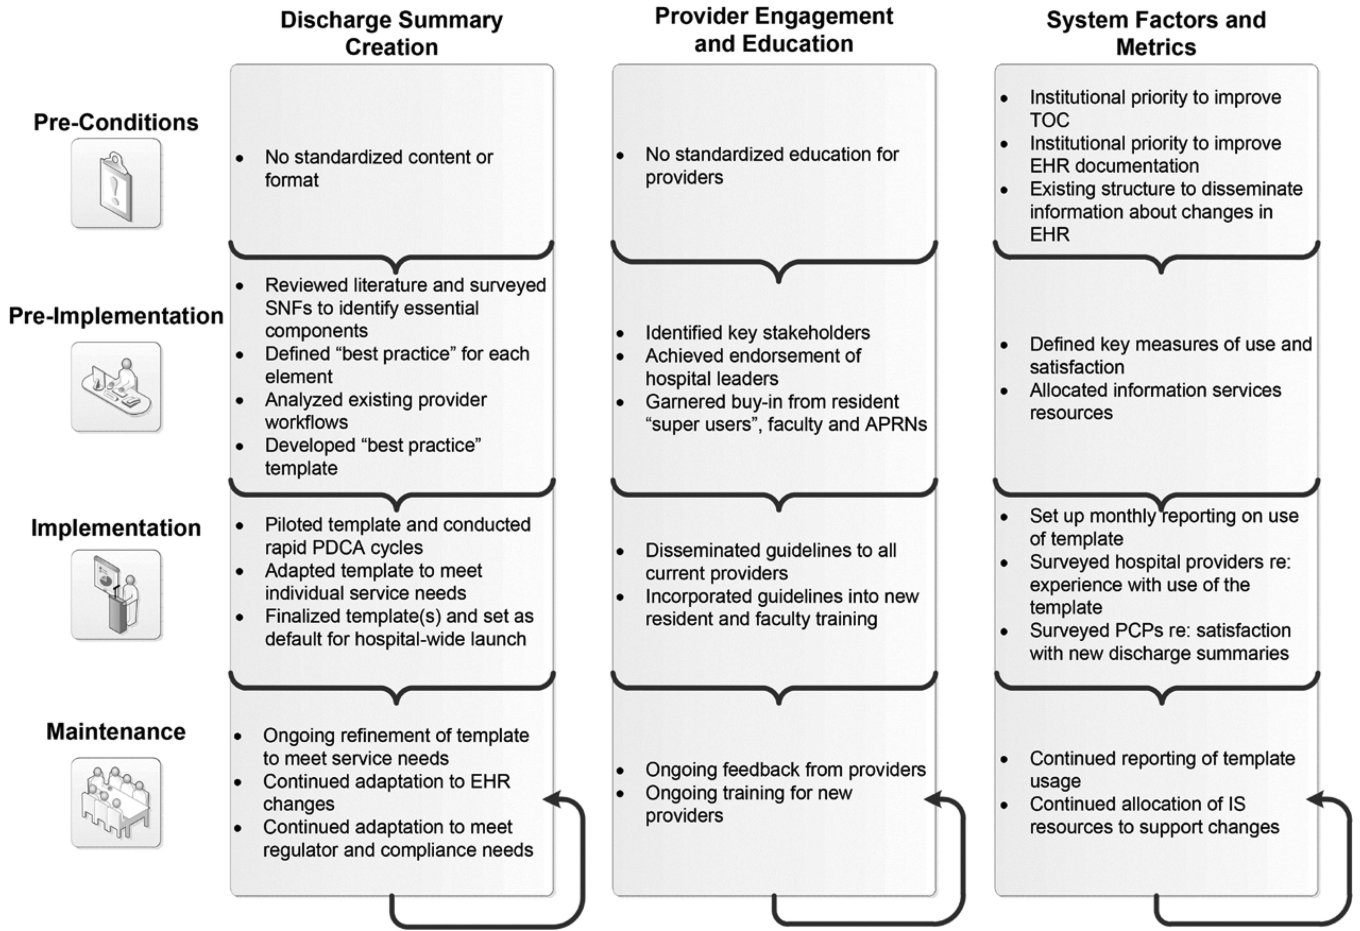 Discharge Summary
Creation
Provider Engagement
and Education
System Factors and
Metrics
Pre-Conditions
• No standardized content or
format
• No standardized education for
providers
• Institutional priority to improve
TOC
• Institutional priority to improve
EHR documentation
• Existing structure to disseminate
information about changes in
EHR
Pre-Implementation
• Reviewed literature and surveyed
SNFs to identify essential
components
• Defined “best practice” for each
element
• Analyzed existing provider
workflows
• Developed “best practice”
template
• Identified key stakeholders
• Achieved endorsement of
hospital leaders
• Garnered buy-in from resident
“super users”, faculty and APRNs
• Defined key measures of use and
satisfaction
• Allocated information services
resources
Implementation
• Piloted template and conducted
rapid PDCA cycles
• Adapted template to meet
individual service needs
• Finalized template(s) and set as
default for hospital-wide launch
• Disseminated guidelines to all
current providers
• Incorporated guidelines into new
resident and faculty training
• Set up monthly reporting on use
of template
• Surveyed hospital providers re:
experience with use of the
template
• Surveyed PCPs re: satisfaction
with new discharge summaries
Maintenance
• Ongoing refinement of template
to meet service needs
• Continued adaptation to EHR
changes
• Continued adaptation to meet
regulator and compliance needs
• Ongoing feedback from providers
• Ongoing training for new
providers
• Continued reporting of template
usage
• Continued allocation of IS
resources to support changes